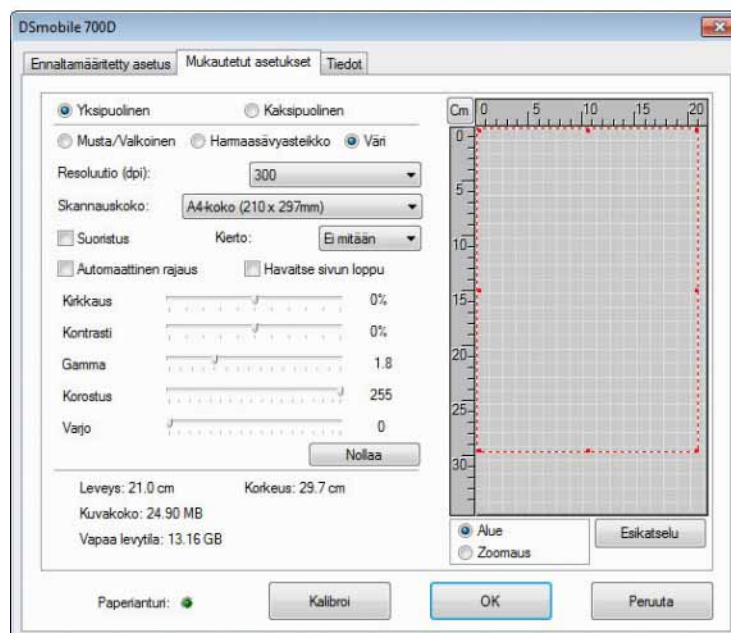 DSmobile 700D
Ennaltamääritetty asetus Mukautetut asetukset Tiedot
Yksipuolinen Kaksipuolinen
Musta/Valkoinen Harmaasävyasteikko Väri
Resoluutio (dpi): 300
Skannauskoko: A4-koko (210 x 297mm)
Suoristus Kierto: Ei mitään
Automaattinen rajaus Havaitse sivun loppu
Kirkkaus 0%
Kontrasti 0%
Gamma 1.8
Korostus 255
Varjo 0
Nollaa
Leveys: 21.0 cm Korkeus: 29.7 cm
Kuvakoko: 24.90 MB
Vapaa levytila: 13.16 GB
Cm 0 5 10 15 20
0
5
10
15
20
25
30
Alue
Zoomaus
Esikatselu
Paperianturi: Kalibroi OK Peruuta